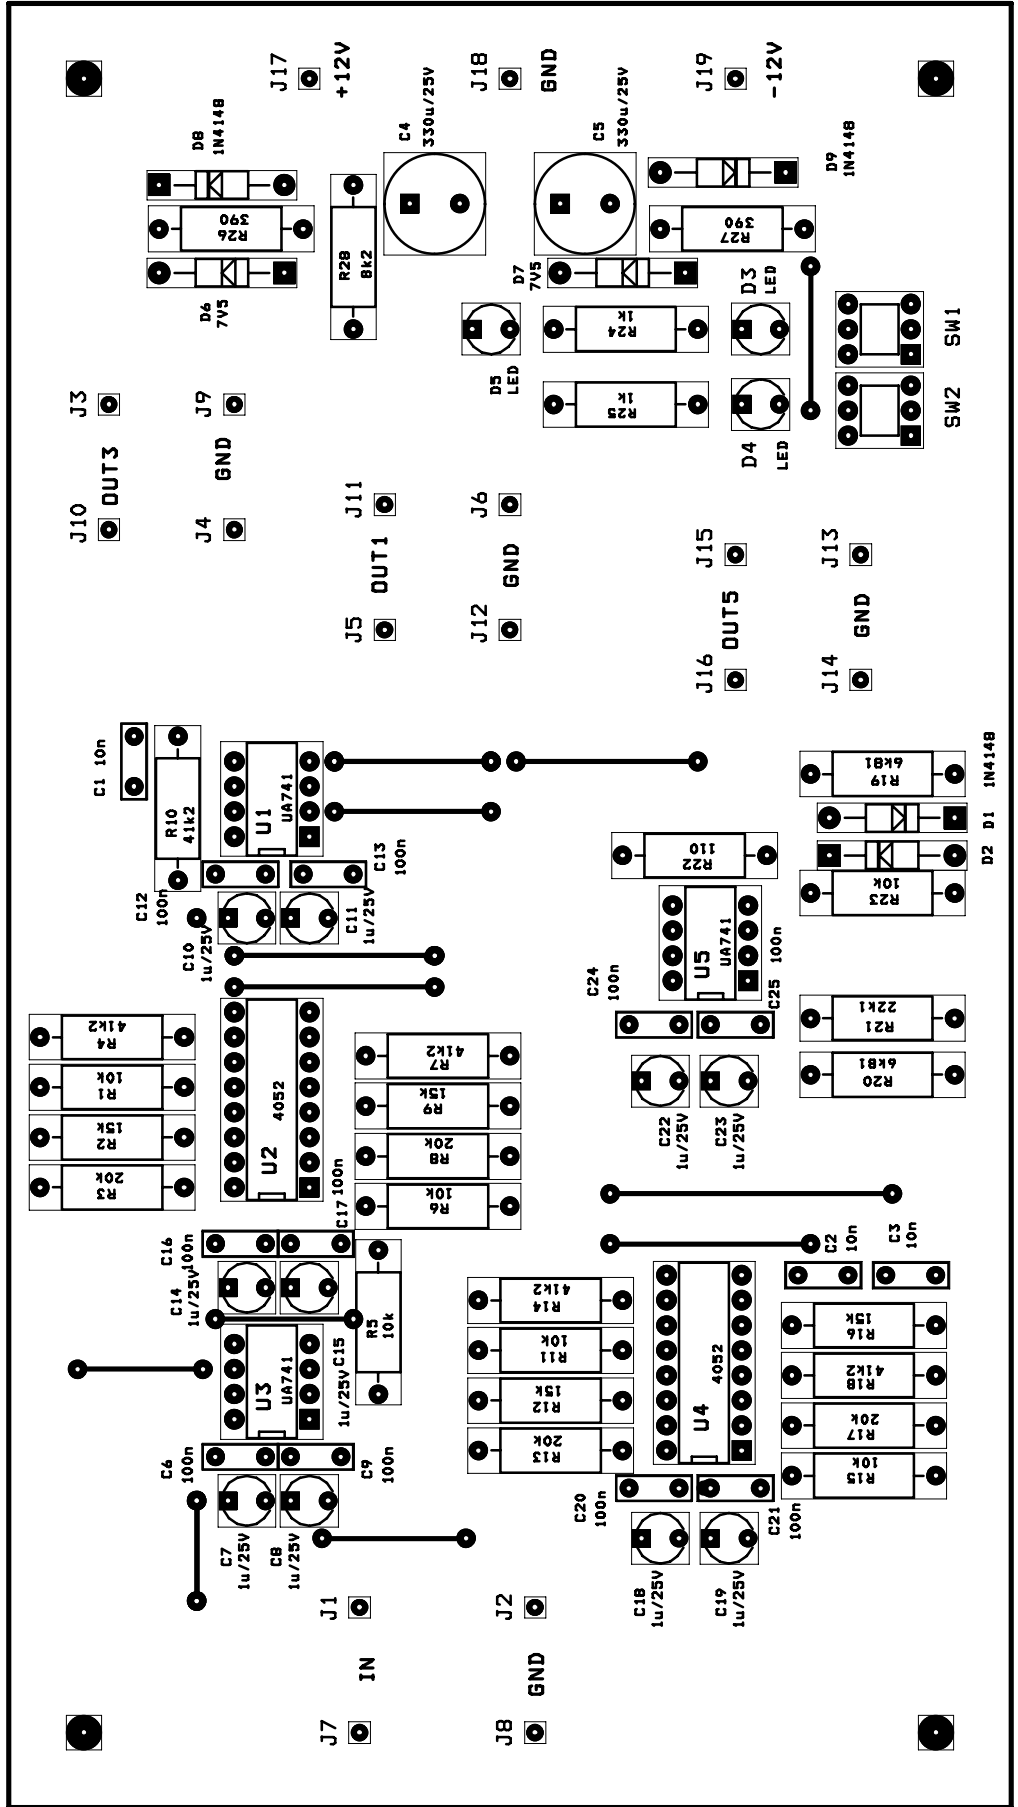 J17
+12V
J18
GND
J19
-12V
D8
1N4148
C4
330u/25V
C5
330u/25V
D9
1N4148
R26
390
R28
8k2
R27
390
D6
7V5
D7
7V5
D3
LED
D5
LED
R24
1k
SW1
R25
1k
D4
LED
SW2
J3
J9
OUT3
GND
J10
J4
J11
J6
OUT1
GND
J5
J12
J15
J13
OUT5
GND
J16
J14
C1 10n
R10
41k2
U1
UA741
R19
6k81
1N4148
D1
D2
C13
100n
R22
110
R23
10k
C12
100n
C10
1u/25V
C11
1u/25V
U5
UA741
C24
100n
C25
100n
R4
41k2
R1
10k
R2
15k
R3
20k
U2
4052
R7
41k2
R9
15k
R8
20k
R6
10k
R21
22k1
R20
6k81
C22
1u/25V
C23
1u/25V
C17
100n
C16
100n
C14
1u/25V
C15
1u/25V
R5
10k
C2
10n
C3
10n
R14
41k2
R11
10k
R12
15k
R13
20k
U4
4052
R16
15k
R18
41k2
R17
20k
R15
10k
U3
UA741
C6
100n
C9
100n
C7
1u/25V
C8
1u/25V
C20
100n
C21
100n
C18
1u/25V
C19
1u/25V
J1
J2
IN
GND
J7
J8